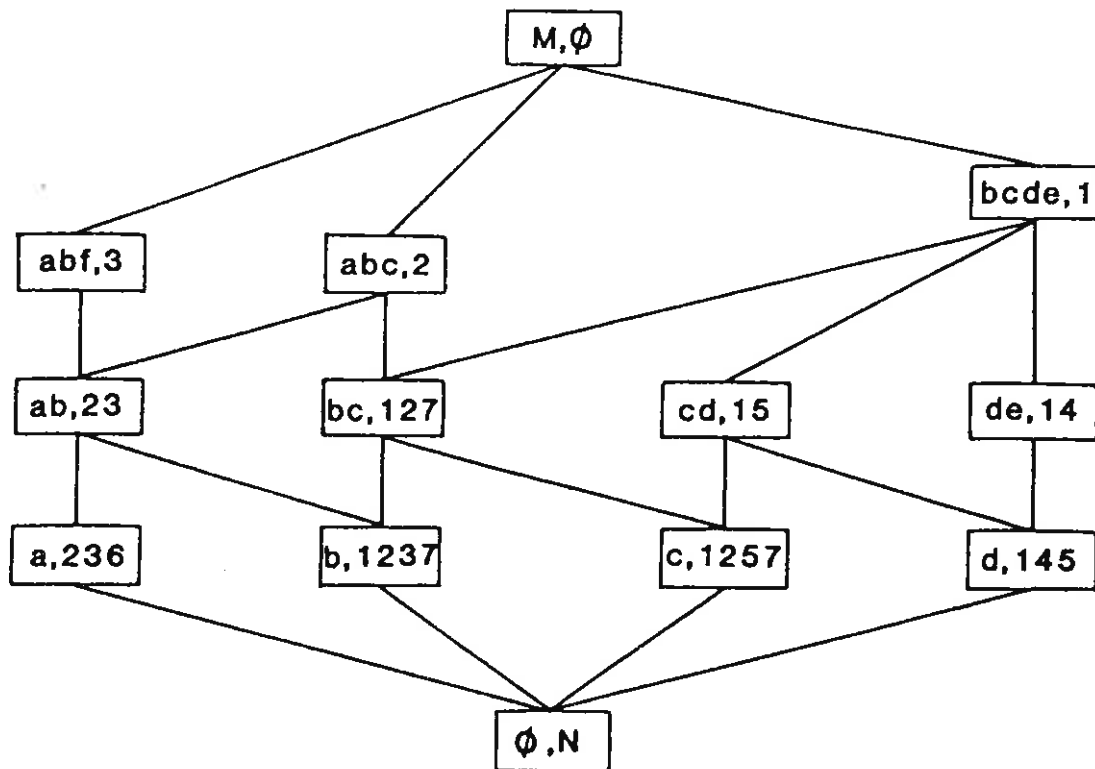 M,ϕ
bcde,1
abf,3
abc,2
ab,23
bc,127
cd,15
de,14
a,236
b,1237
c,1257
d,145
ϕ,N